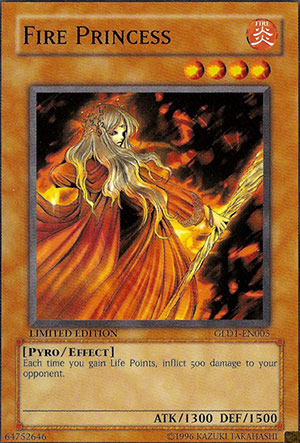 FIRE PRINCESS
FIRE
炎
LIMITED EDITION GLD1-EN005
[PYRO/EFFECT]
Each time you gain Life Points, inflict 500 damage to your
opponent.
ATK/1300 DEF/1500
64752646 ©1996 KAZUKI TAKAHASHI